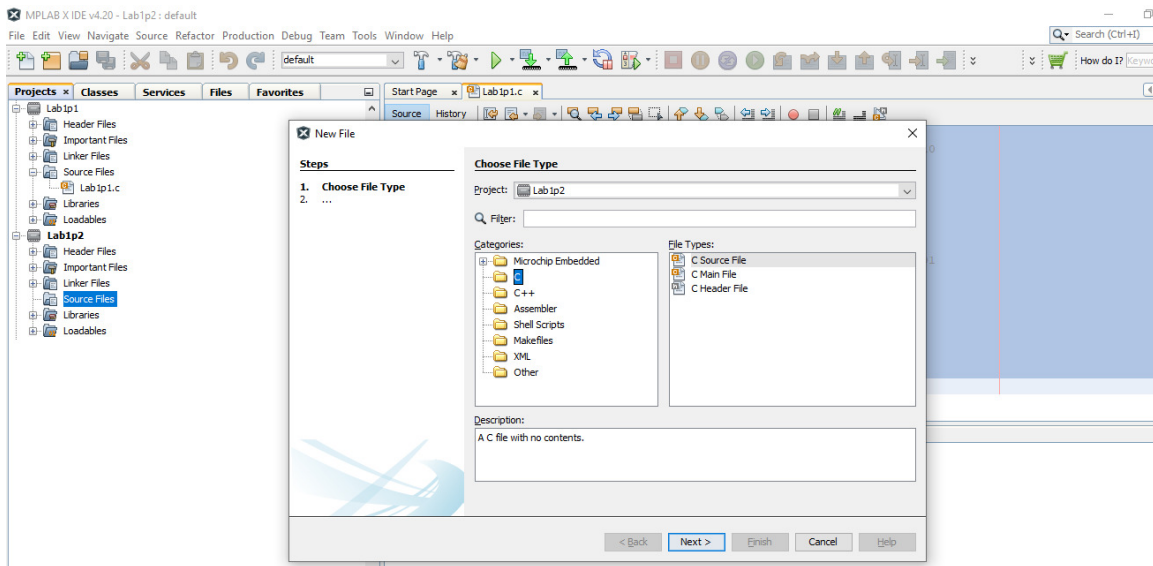 MPLAB X IDE v4.20 - Lab1p2 : default
File Edit View Navigate Source Refactor Production Debug Team Tools Window Help
Search (Ctrl+I)
default
How do I?
Projects x Classes Services Files Favorites
Start Page x Lab1p1.c x
Source History
Lab1p1
Header Files
Important Files
Linker Files
Source Files
Lab1p1.c
Libraries
Loadables
Lab1p2
Header Files
Important Files
Linker Files
Source Files
Libraries
Loadables
New File
Steps
1. Choose File Type
2. ...
Choose File Type
Project: Lab1p2
Filter:
Categories:
Microchip Embedded
C
C++
Assembler
Shell Scripts
Makefiles
XML
Other
File Types:
C Source File
C Main File
C Header File
Description:
A C file with no contents.
< Back Next > Finish Cancel Help